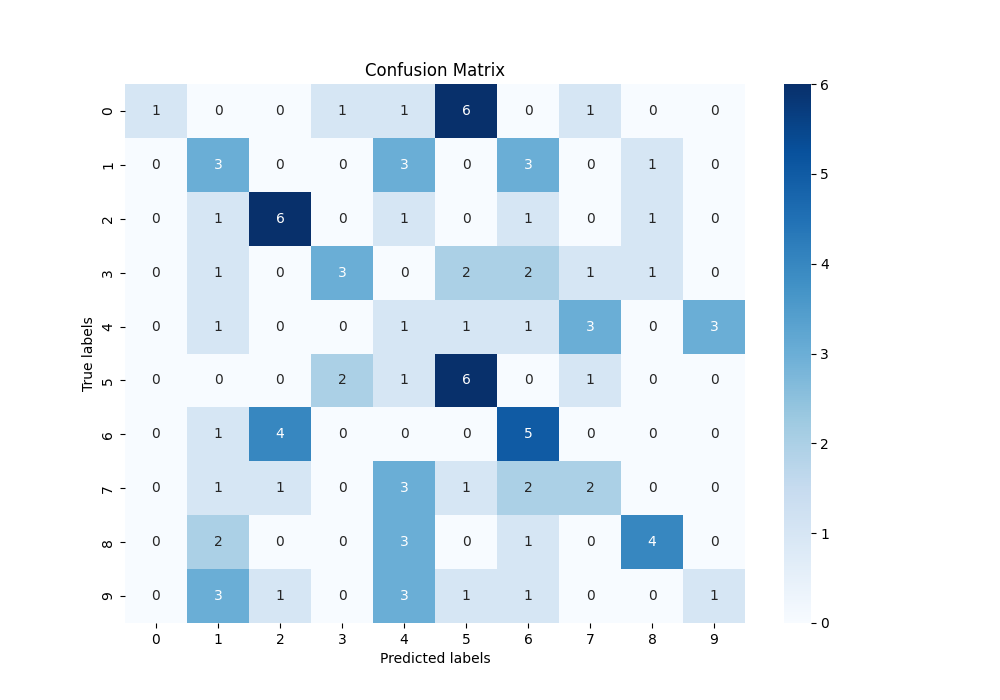 Confusion Matrix
0 1 0 0 1 1 6 0 1 0 0
1 0 3 0 0 3 0 3 0 1 0
2 0 1 6 0 1 0 1 0 1 0
3 0 1 0 3 0 2 2 1 1 0
4 0 1 0 0 1 1 1 3 0 3
5 0 0 0 2 1 6 0 1 0 0
6 0 1 4 0 0 0 5 0 0 0
7 0 1 1 0 3 1 2 2 0 0
8 0 2 0 0 3 0 1 0 4 0
9 0 3 1 0 3 1 1 0 0 1
0 1 2 3 4 5 6 7 8 9
Predicted labels
True labels
6
5
4
3
2
1
0